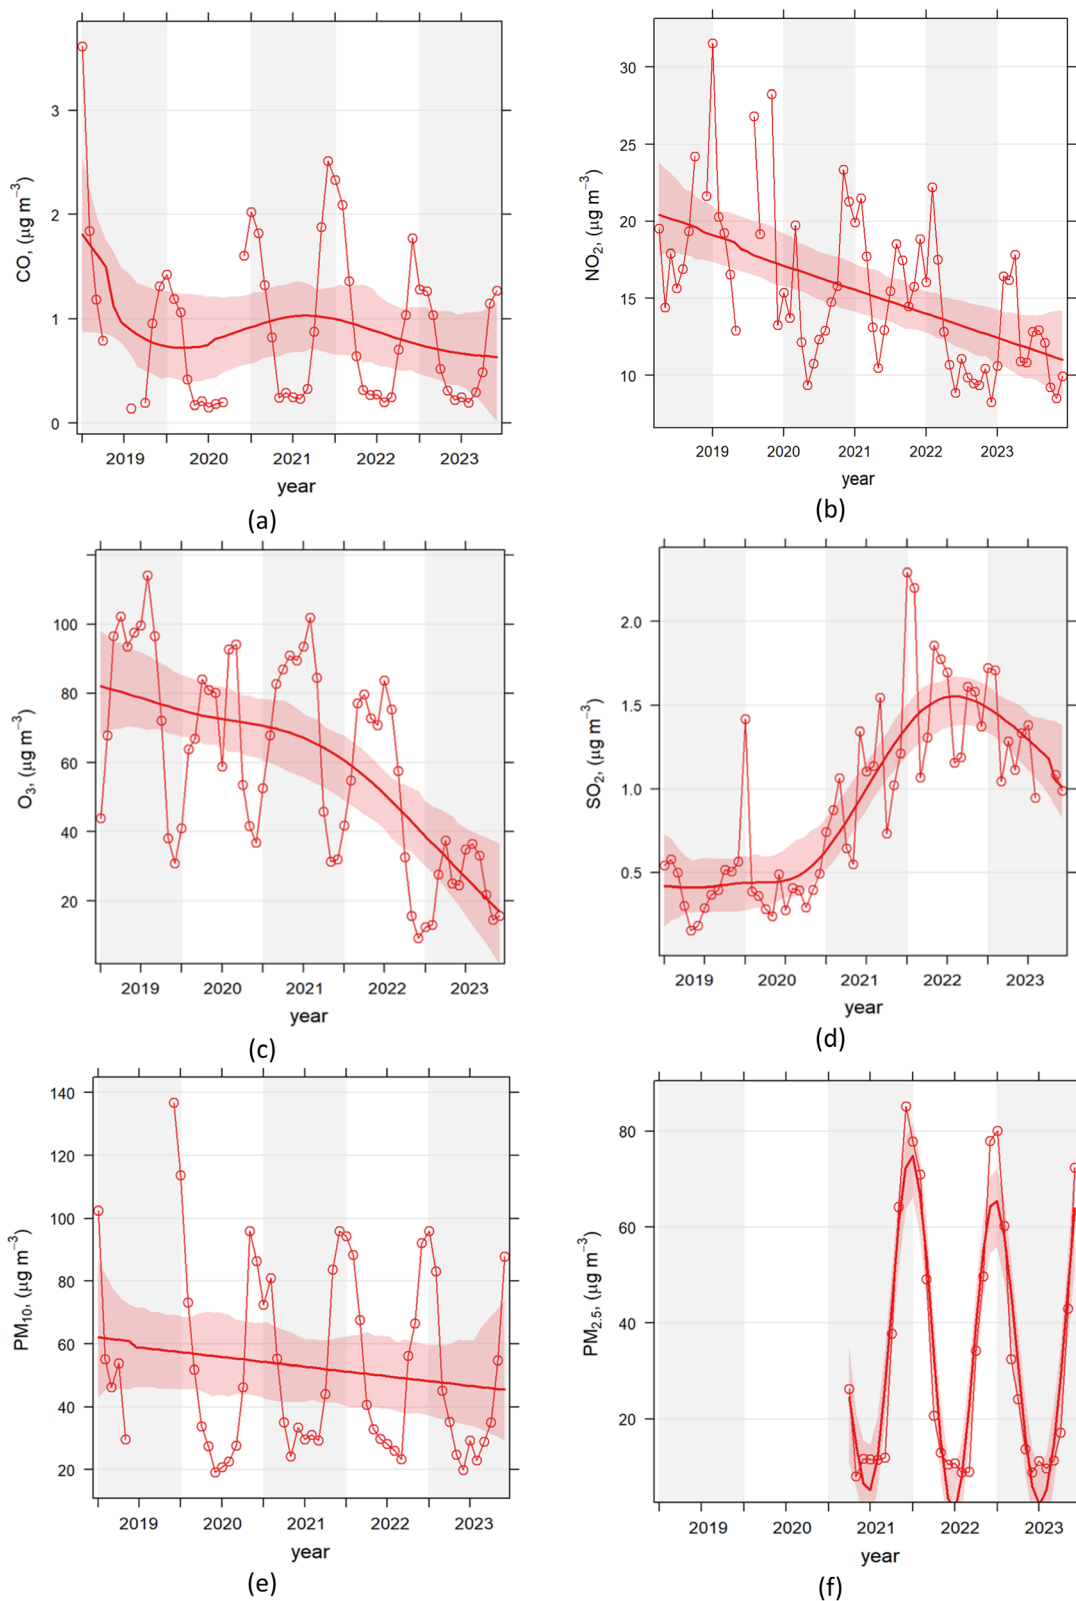 CO, (μg m⁻³)
3
2
1
0
2019 2020 2021 2022 2023
year
(a)
NO₂, (μg m⁻³)
30
25
20
15
10
2019 2020 2021 2022 2023
year
(b)
O₃, (μg m⁻³)
100
80
60
40
20
2019 2020 2021 2022 2023
year
(c)
SO₂, (μg m⁻³)
2.0
1.5
1.0
0.5
2019 2020 2021 2022 2023
year
(d)
PM₁₀, (μg m⁻³)
140
120
100
80
60
40
20
2019 2020 2021 2022 2023
year
(e)
PM₂.₅, (μg m⁻³)
80
60
40
20
2019 2020 2021 2022 2023
year
(f)